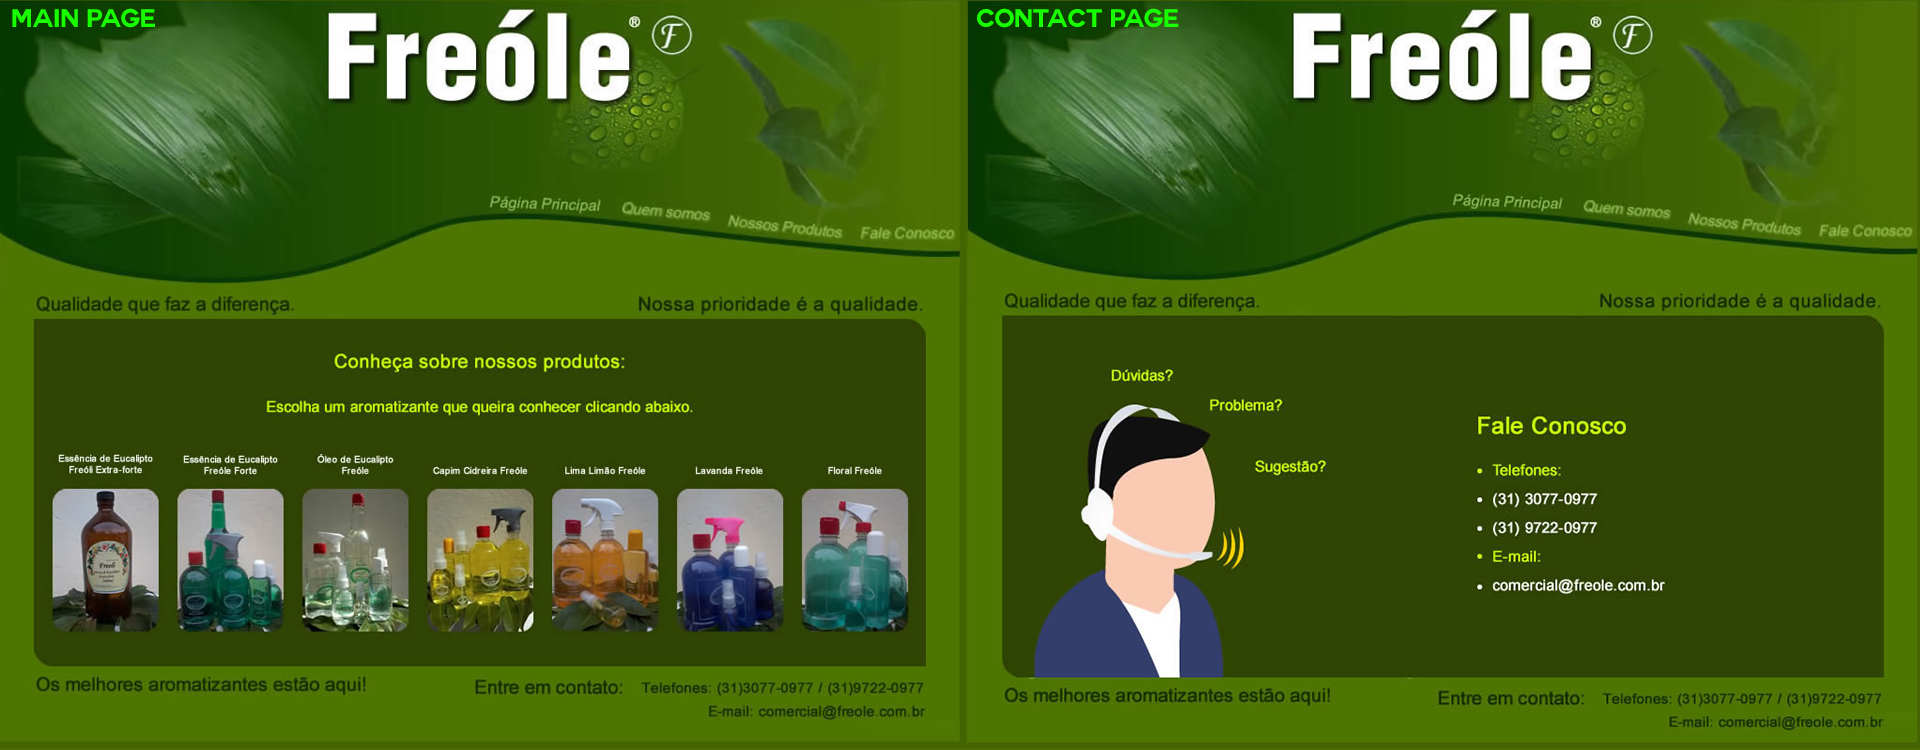 MAIN PAGE
Freóle® F
Página Principal Quem somos Nossos Produtos Fale Conosco
Qualidade que faz a diferença.
Nossa prioridade é a qualidade.
Conheça sobre nossos produtos:
Escolha um aromatizante que queira conhecer clicando abaixo.
Essência de Eucalipto
Freóli Extra-forte
Essência de Eucalipto
Freóle Forte
Óleo de Eucalipto
Freóle
Capim Cidreira Freóle
Lima Limão Freóle
Lavanda Freóle
Floral Freóle
Freoli
Os melhores aromatizantes estão aqui!
Entre em contato: Telefones: (31)3077-0977 / (31)9722-0977
E-mail: comercial@freole.com.br
CONTACT PAGE
Freóle® F
Página Principal Quem somos Nossos Produtos Fale Conosco
Qualidade que faz a diferença.
Nossa prioridade é a qualidade.
Dúvidas?
Problema?
Sugestão?
Fale Conosco
• Telefones:
• (31) 3077-0977
• (31) 9722-0977
• E-mail:
• comercial@freole.com.br
Os melhores aromatizantes estão aqui!
Entre em contato: Telefones: (31)3077-0977 / (31)9722-0977
E-mail: comercial@freole.com.br